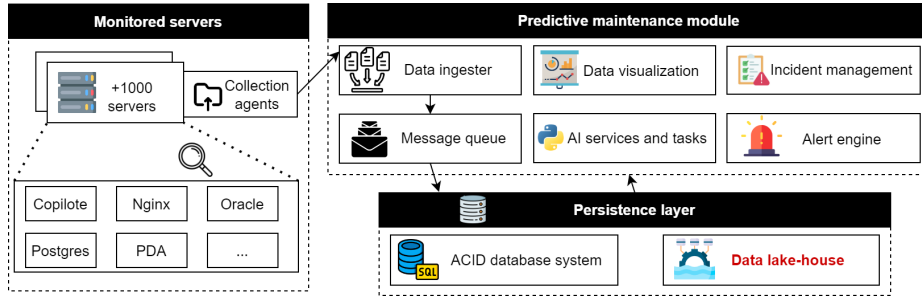 Monitored servers
+1000
servers
Collection
agents
Copilote
Nginx
Oracle
Postgres
PDA
...
Predictive maintenance module
Data ingester
Data visualization
Incident management
Message queue
AI services and tasks
Alert engine
Persistence layer
SQL
ACID database system
Data lake-house